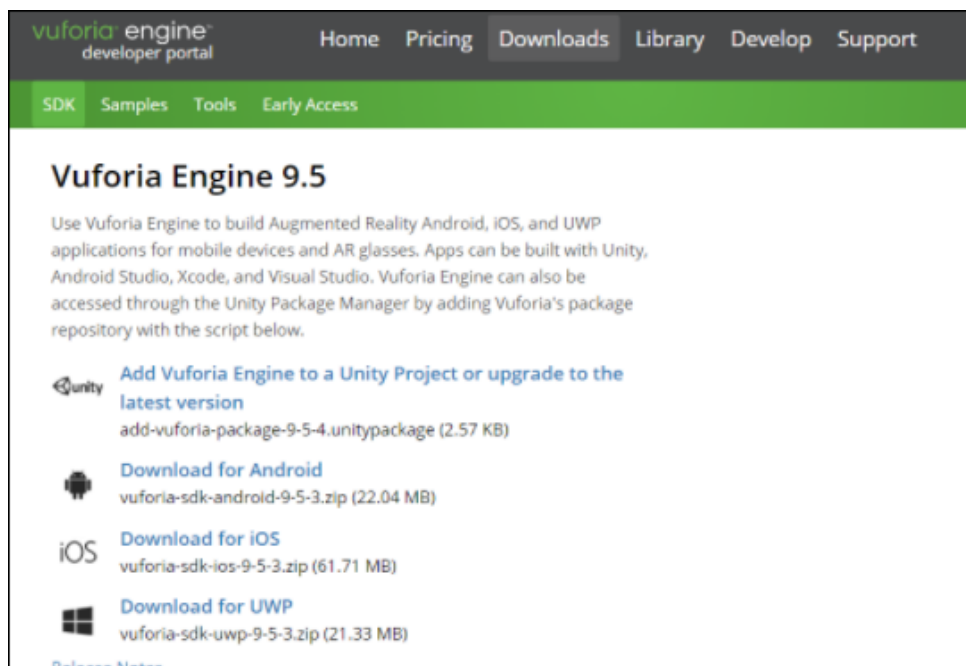 vuforia engine
developer portal
Home Pricing Downloads Library Develop Support
SDK Samples Tools Early Access
Vuforia Engine 9.5
Use Vuforia Engine to build Augmented Reality Android, iOS, and UWP
applications for mobile devices and AR glasses. Apps can be built with Unity,
Android Studio, Xcode, and Visual Studio. Vuforia Engine can also be
accessed through the Unity Package Manager by adding Vuforia's package
repository with the script below.
unity
Add Vuforia Engine to a Unity Project or upgrade to the
latest version
add-vuforia-package-9-5-4.unitypackage (2.57 KB)
Download for Android
vuforia-sdk-android-9-5-3.zip (22.04 MB)
iOS
Download for iOS
vuforia-sdk-ios-9-5-3.zip (61.71 MB)
Download for UWP
vuforia-sdk-uwp-9-5-3.zip (21.33 MB)
Release Notes